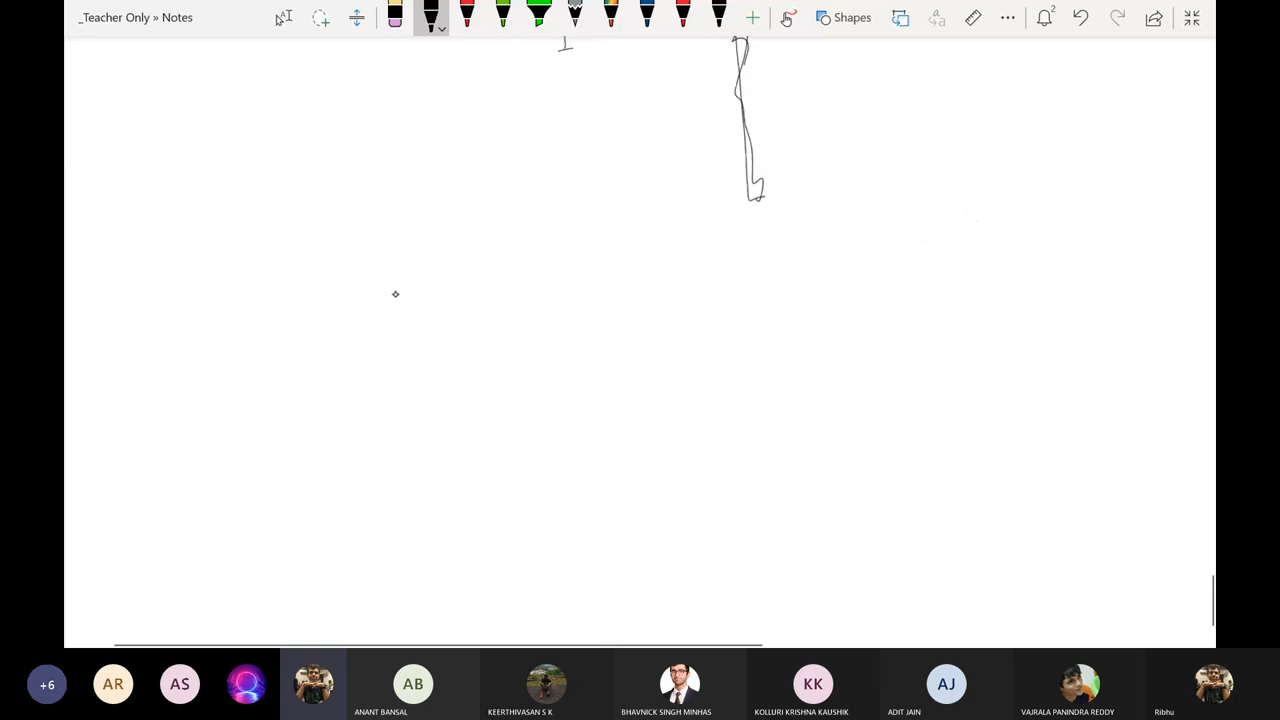 _Teacher Only » Notes
Shapes
2
I
+6
AR
AS
AB
KK
AJ
ANANT BANSAL
KEERTHIVASAN S K
BHAVNICK SINGH MINHAS
KOLLURI KRISHNA KAUSHIK
ADIT JAIN
VAJRALA PANINDRA REDDY
Ribhu